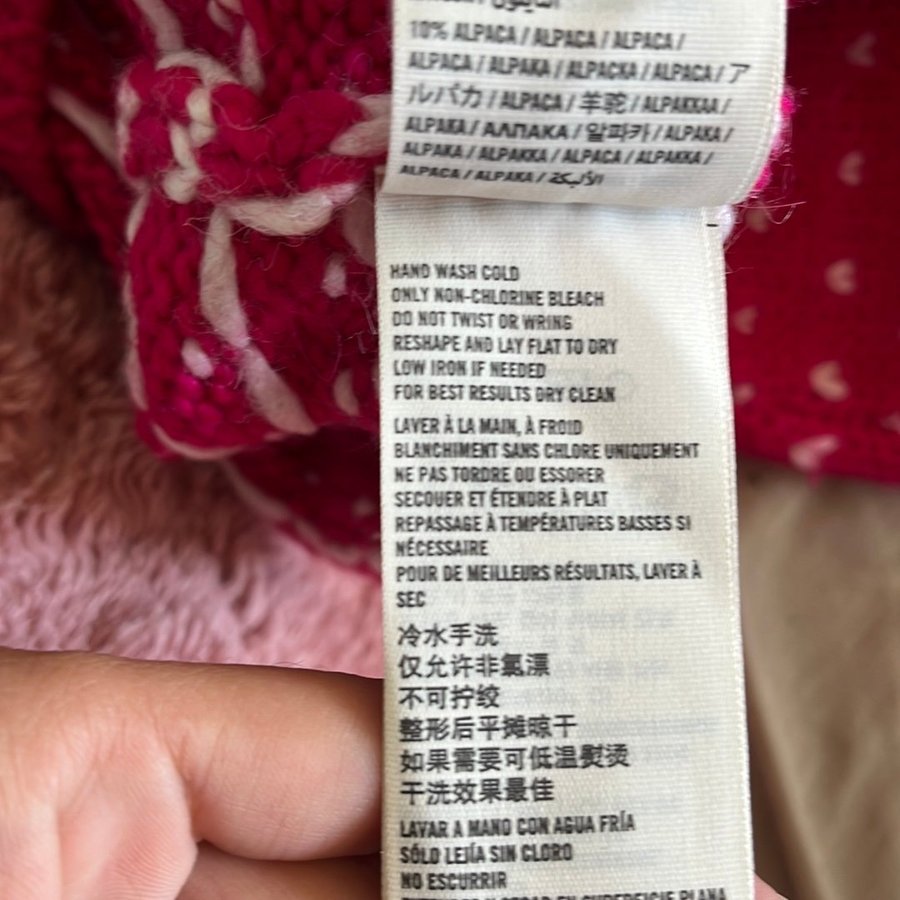 10% ALPACA / ALPACA / ALPACA /
ALPACA / ALPAKA / ALPACKA / ALPACA / ア
ルパカ / ALPACA / 羊驼 / ALPAKKAA /
ALPAKA / АЛПАКА / 알파카 / ALPAKA /
ALPAKA / ALPAKKA / ALPACA / ALPAKKA /
ALPACA / ALPAKA / الألبكة
HAND WASH COLD
ONLY NON-CHLORINE BLEACH
DO NOT TWIST OR WRING
RESHAPE AND LAY FLAT TO DRY
LOW IRON IF NEEDED
FOR BEST RESULTS DRY CLEAN
LAVER À LA MAIN, À FROID
BLANCHIMENT SANS CHLORE UNIQUEMENT
NE PAS TORDRE OU ESSORER
SECOUER ET ÉTENDRE À PLAT
REPASSAGE À TEMPÉRATURES BASSES SI
NÉCESSAIRE
POUR DE MEILLEURS RÉSULTATS, LAVER À
SEC
冷水手洗
仅允许非氯漂
不可拧绞
整形后平摊晾干
如果需要可低温熨烫
干洗效果最佳
LAVAR A MANO CON AGUA FRÍA
SÓLO LEJÍA SIN CLORO
NO ESCURRIR
EN SUPERFICIE PLANA